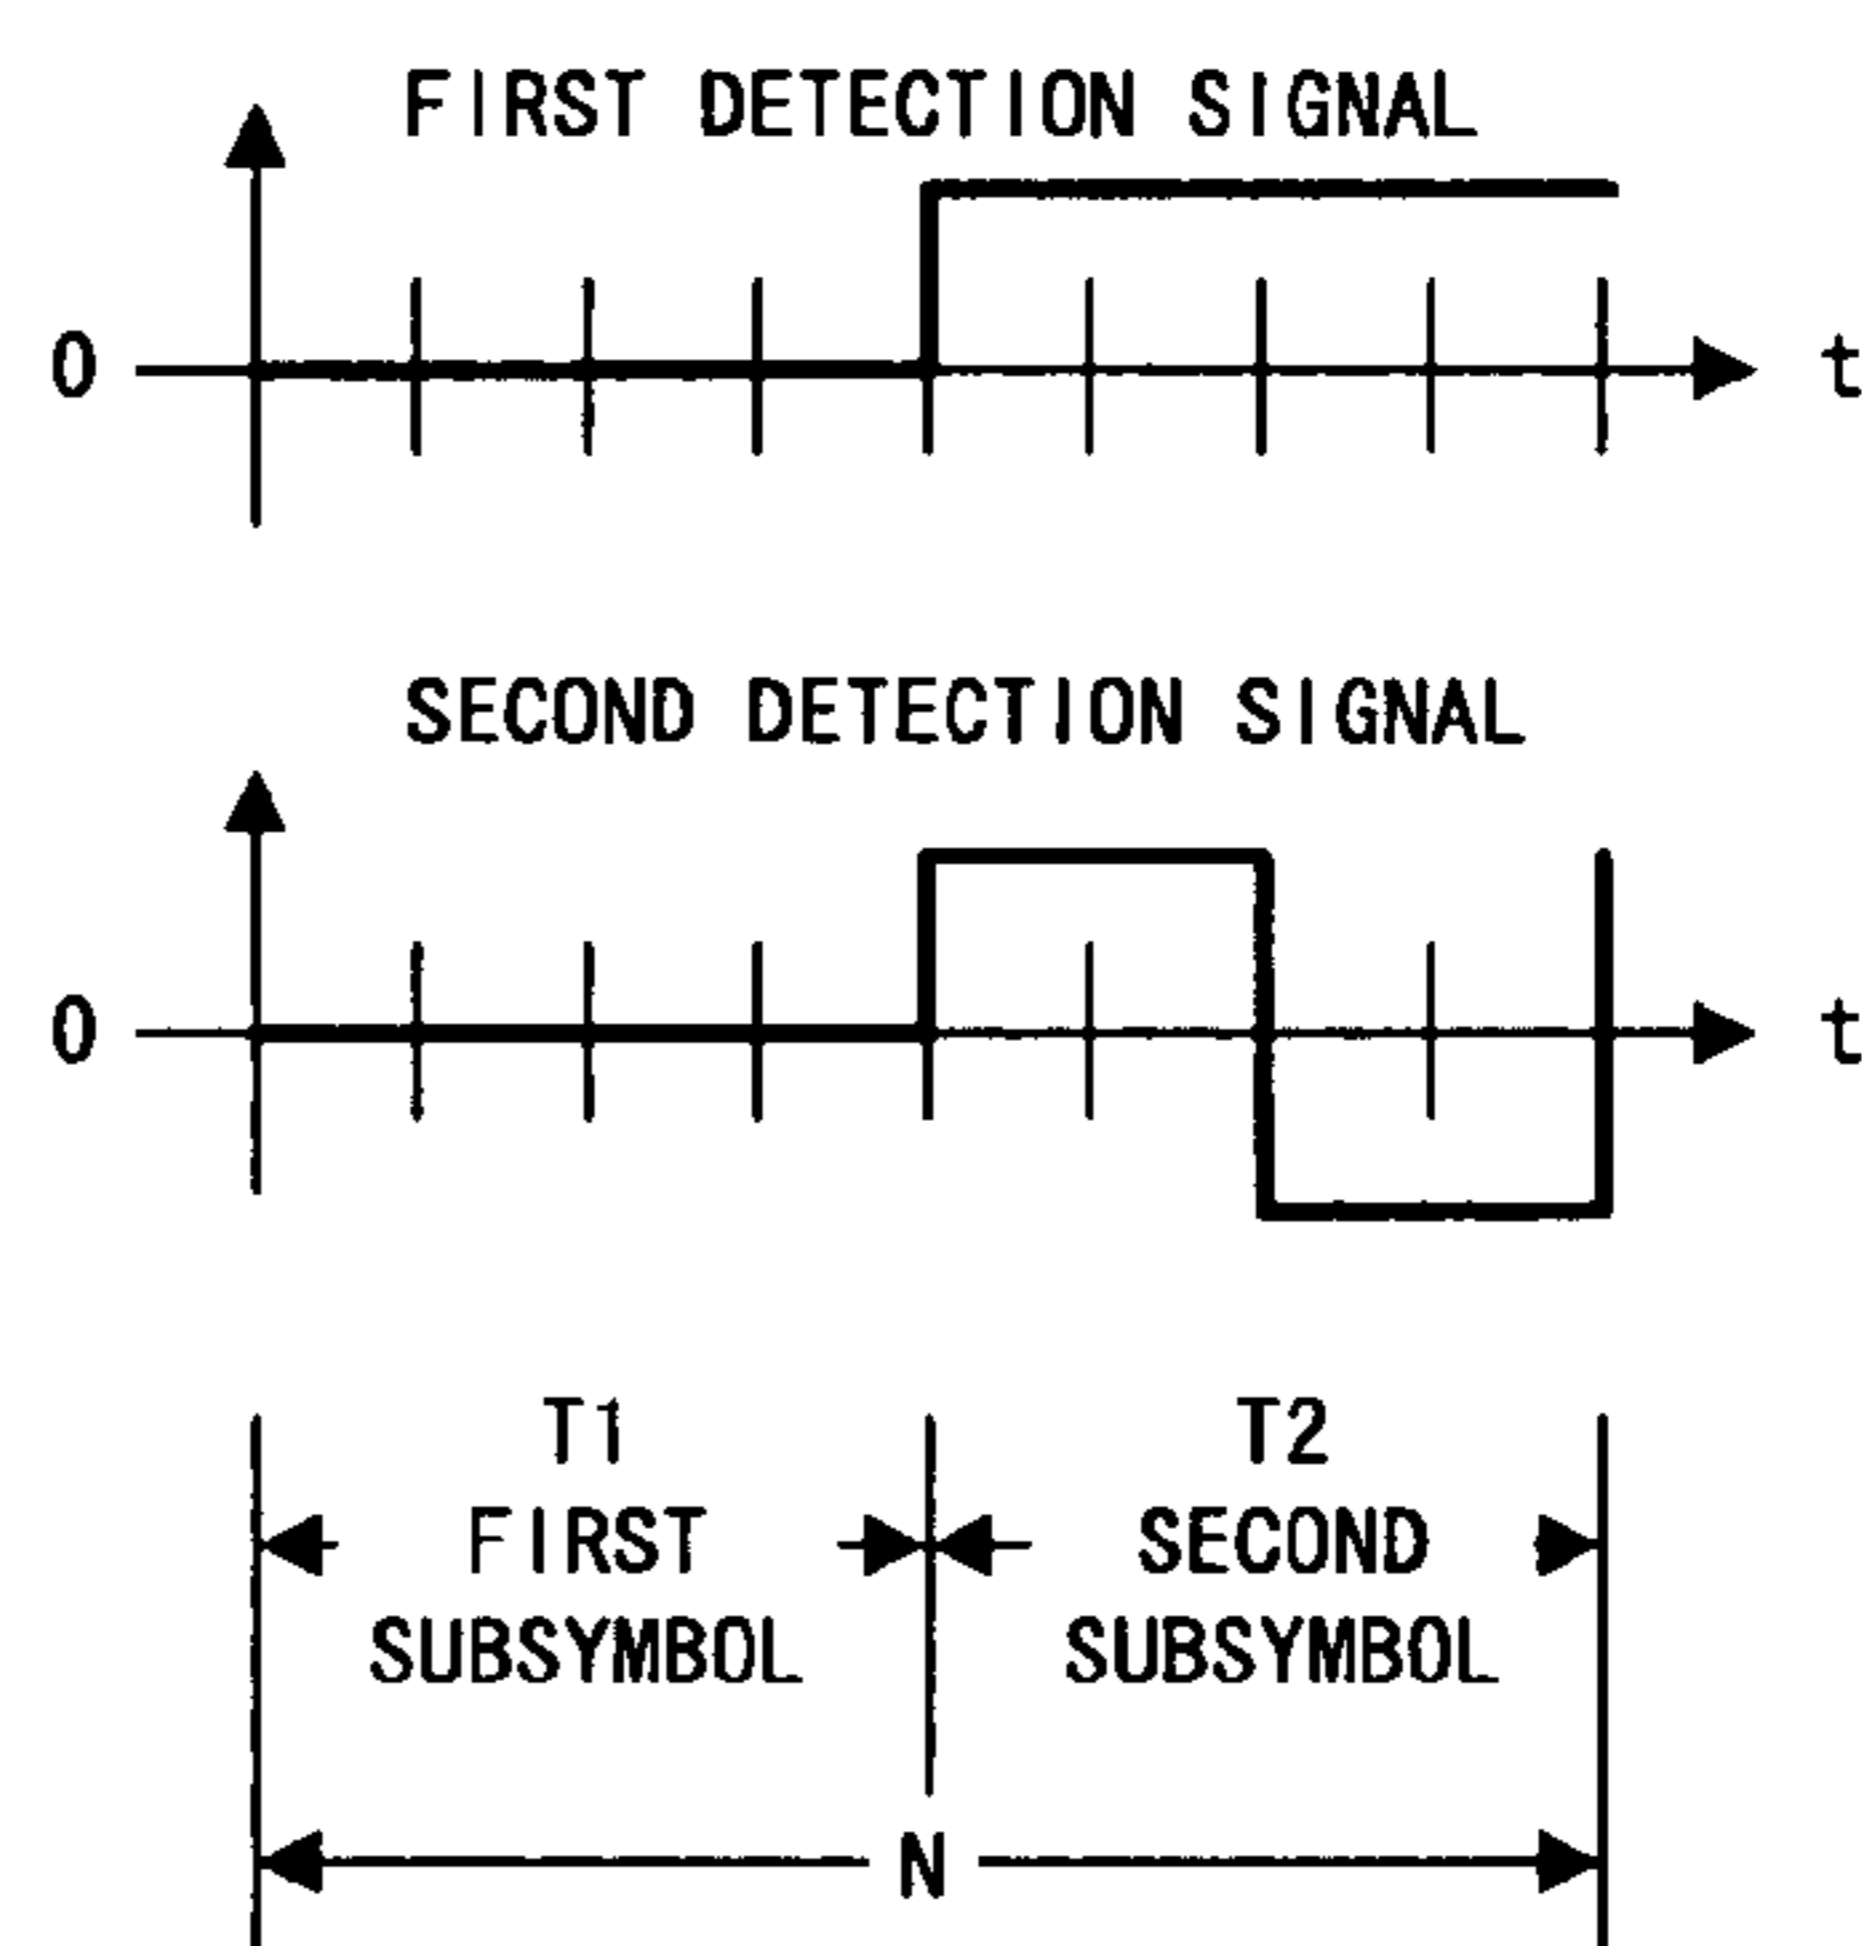 FIRST DETECTION SIGNAL
0
t
SECOND DETECTION SIGNAL
0
t
T1
FIRST
SUBSYMBOL
T2
SECOND
SUBSYMBOL
N